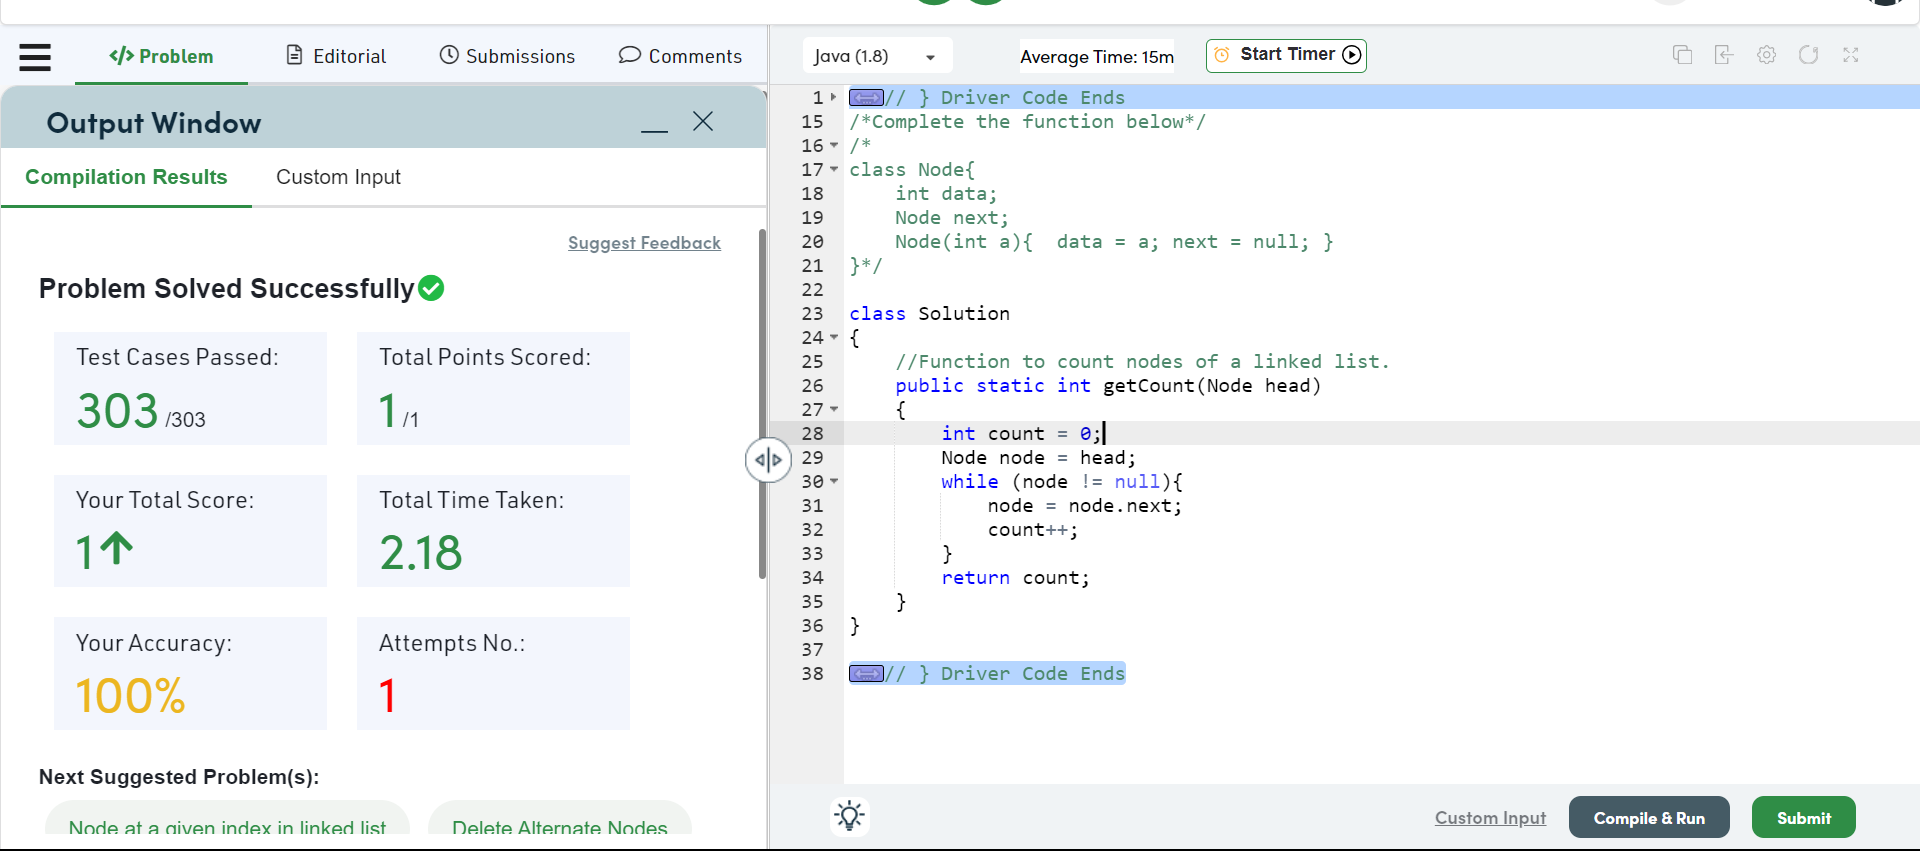 </> Problem
Editorial
Submissions
Comments
Output Window
Compilation Results
Custom Input
Suggest Feedback
Problem Solved Successfully
Test Cases Passed:
303 /303
Total Points Scored:
1 /1
Your Total Score:
1
Total Time Taken:
2.18
Your Accuracy:
100%
Attempts No.:
1
Next Suggested Problem(s):
Node at a given index in linked list
Delete Alternate Nodes
Java (1.8)
Average Time: 15m
Start Timer
1 // } Driver Code Ends
15 /*Complete the function below*/
16 /*
17 class Node{
18     int data;
19     Node next;
20     Node(int a){  data = a; next = null; }
21 }*/
22
23 class Solution
24 {
25     //Function to count nodes of a linked list.
26     public static int getCount(Node head)
27     {
28         int count = 0;
29         Node node = head;
30         while (node != null){
31             node = node.next;
32             count++;
33         }
34         return count;
35     }
36 }
37
38 // } Driver Code Ends
Custom Input
Compile & Run
Submit